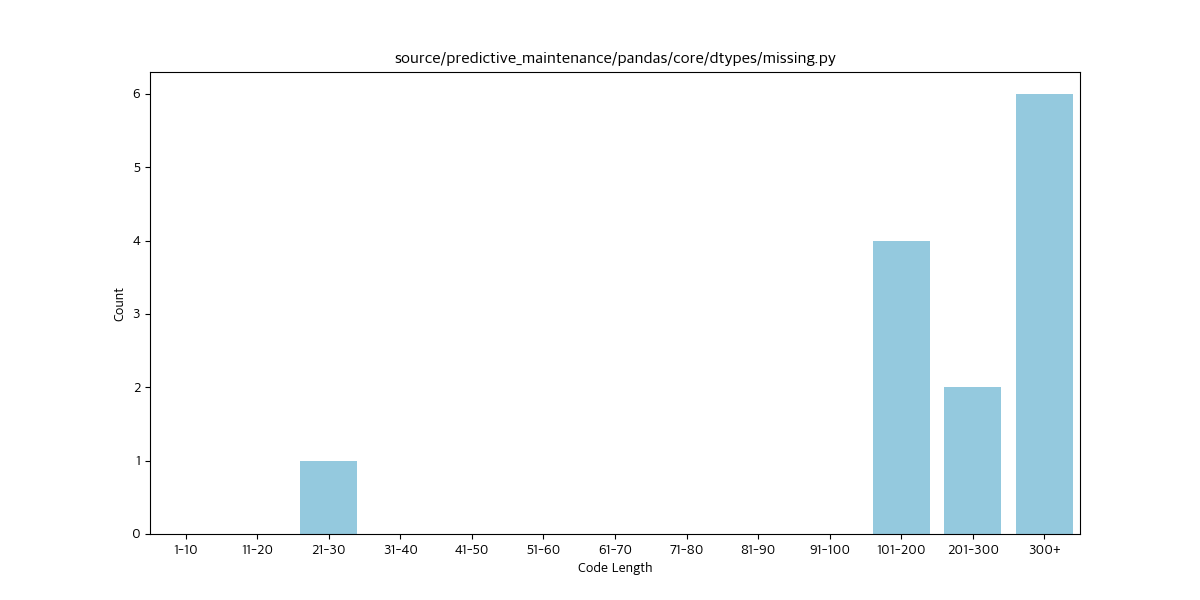 source/predictive_maintenance/pandas/core/dtypes/missing.py
6
5
4
3
2
1
0
Count
1-10 11-20 21-30 31-40 41-50 51-60 61-70 71-80 81-90 91-100 101-200 201-300 300+
Code Length